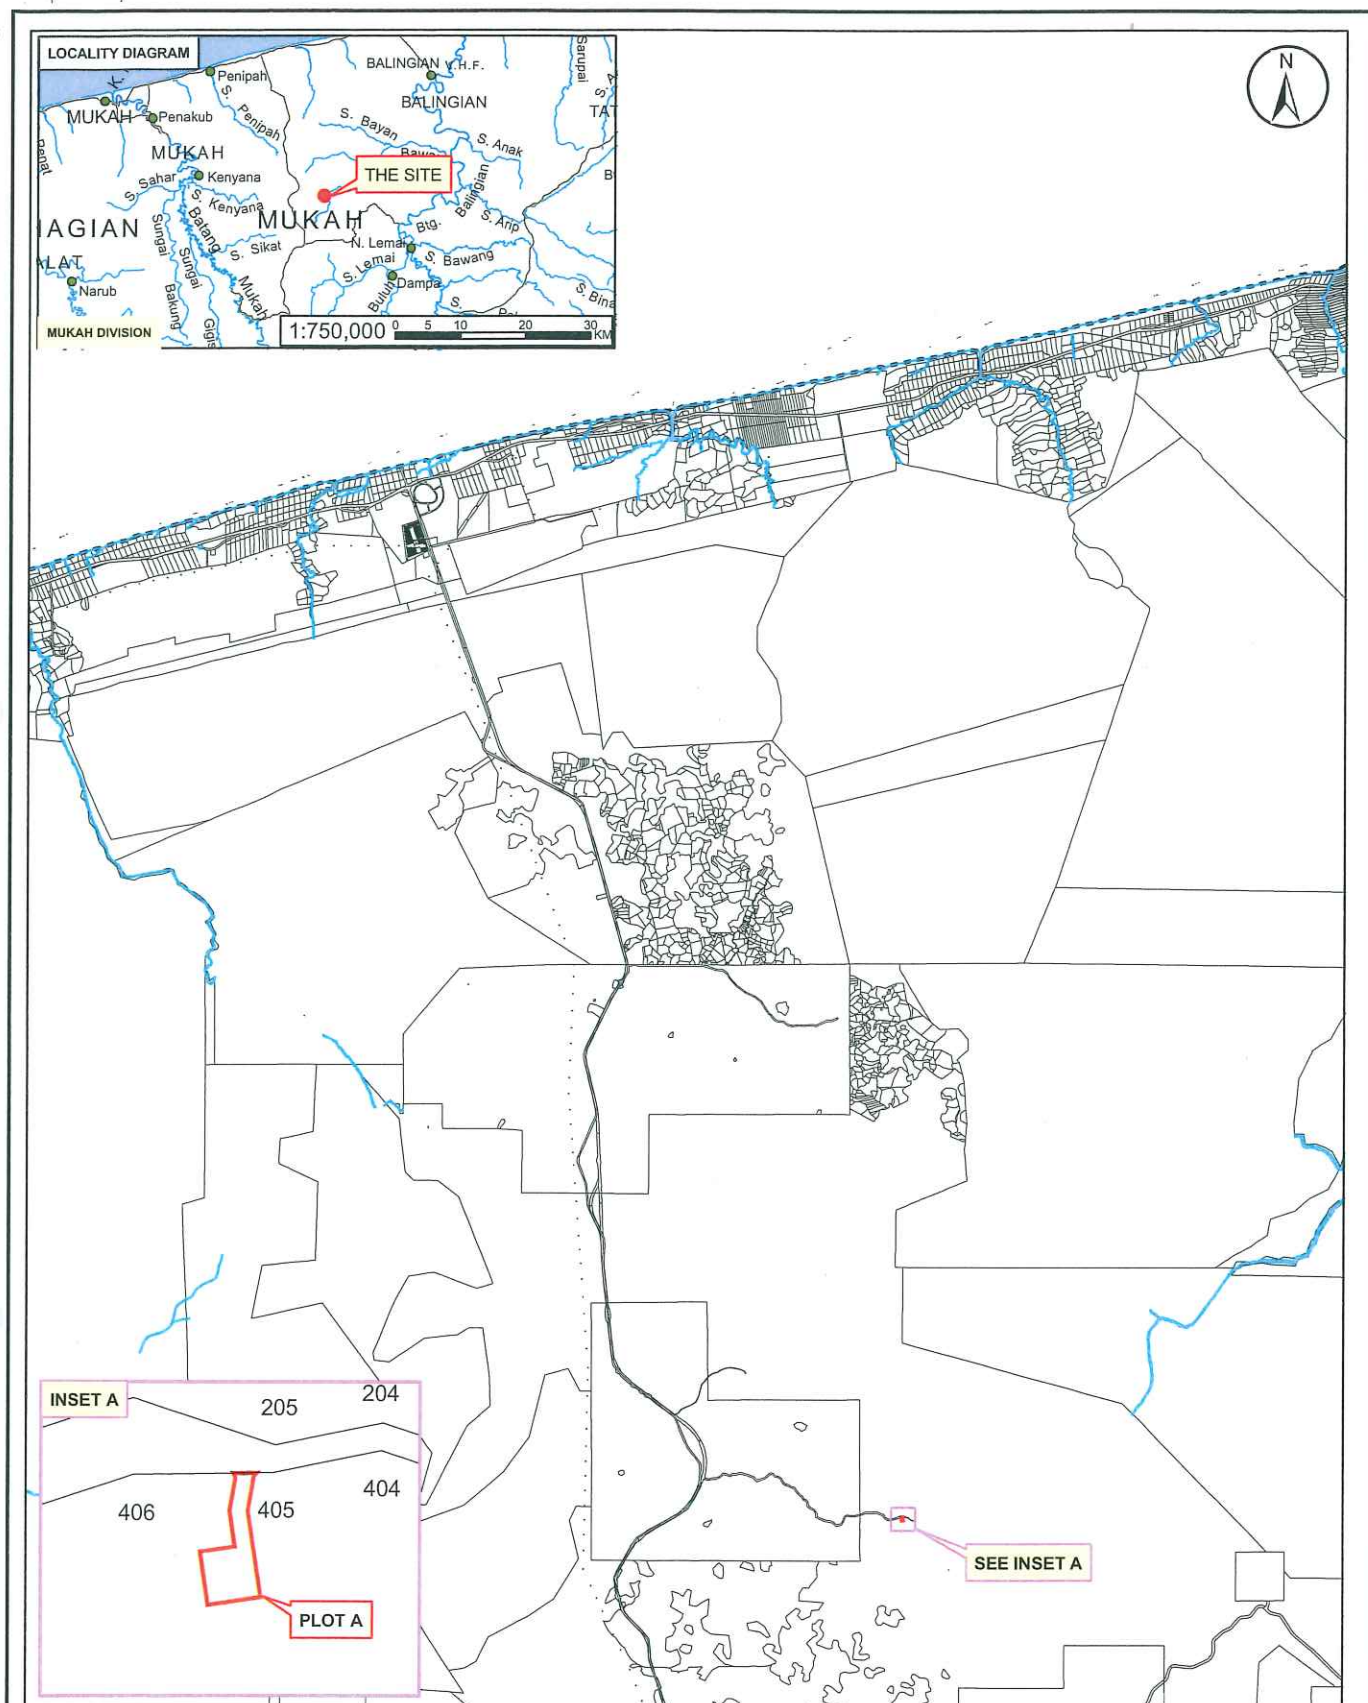 LOCALITY DIAGRAM
N
Penipah
BALINGIAN V.H.F.
Sarupai
S. Penipah
BALINGIAN
MUKAH
Penakub
S. Bayan
S. Anak
MUKAH
THE SITE
S. Sahar
Kenyana
S. Kenyana
Balingian
MUKAH
Btg.
S. Arip
Sungai
Batang
S. Sikat
N. Lemai
S. Bawang
S. Lemai
Narub
Sungai
Mukah
Buluh
Dampa
S.
Bakung
MUKAH DIVISION
1:750,000
0 5 10 20 30
KM
INSET A
204
205
404
405
406
PLOT A
SEE INSET A